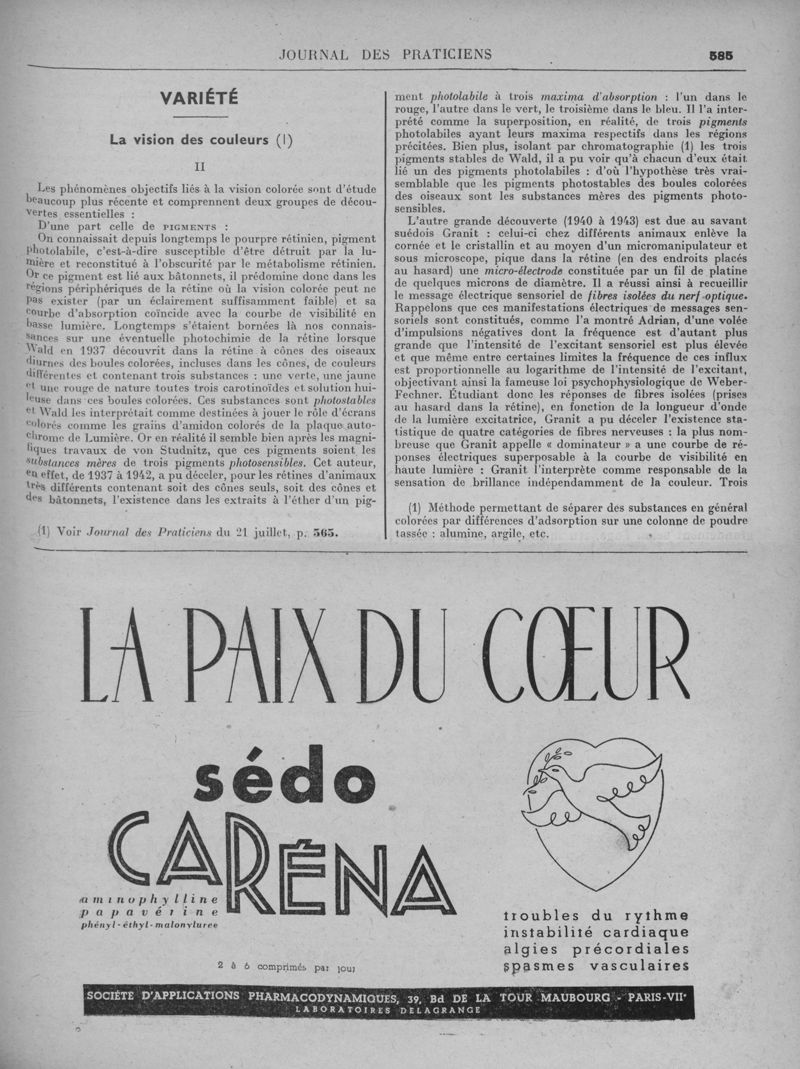 JOURNAL DES PRATICIENS
585
VARIÉTÉ
La vision des couleurs (I)
II
Les phénomènes objectifs liés à la vision colorée sont d'étude
beaucoup plus récente et comprennent deux groupes de décou-
vertes essentielles :
D'une part celle de PIGMENTS :
On connaissait depuis longtemps le pourpre rétinien, pigment
photolabile, c'est-à-dire susceptible d'être détruit par la lu-
mière et reconstitué à l'obscurité par le métabolisme rétinien.
Or ce pigment est lié aux bâtonnets, il prédomine donc dans les
régions périphériques de la rétine où la vision colorée peut ne
pas exister (par un éclairement suffisamment faible) et sa
courbe d'absorption coïncide avec la courbe de visibilité en
basse lumière. Longtemps s'étaient bornées là nos connais-
sances sur une éventuelle photochimie de la rétine lorsque
Wald en 1937 découvrit dans la rétine à cônes des oiseaux
diurnes des boules colorées, incluses dans les cônes, de couleurs
différentes et contenant trois substances : une verte, une jaune
et une rouge de nature toutes trois carotinoïdes et solution hui-
leuse dans ces boules colorées. Ces substances sont photostables
et Wald les interprétait comme destinées à jouer le rôle d'écrans
colorés comme les grains d'amidon colorés de la plaque auto-
chrome de Lumière. Or en réalité il semble bien après les magni-
fiques travaux de von Studnitz, que ces pigments soient les
substances mères de trois pigments photosensibles. Cet auteur,
en effet, de 1937 à 1942, a pu déceler, pour les rétines d'animaux
très différents contenant soit des cônes seuls, soit des cônes et
des bâtonnets, l'existence dans les extraits à l'éther d'un pig-
(1) Voir Journal des Praticiens du 21 juillet, p. 565.
ment photolabile à trois maxima d'absorption : l'un dans le
rouge, l'autre dans le vert, le troisième dans le bleu. Il l'a inter-
prété comme la superposition, en réalité, de trois pigments
photolabiles ayant leurs maxima respectifs dans les régions
précitées. Bien plus, isolant par chromatographie (1) les trois
pigments stables de Wald, il a pu voir qu'à chacun d'eux était
lié un des pigments photolabiles : d'où l'hypothèse très vrai-
semblable que les pigments photostables des boules colorées
des oiseaux sont les substances mères des pigments photo-
sensibles.
L'autre grande découverte (1940 à 1943) est due au savant
suédois Granit : celui-ci chez différents animaux enlève la
cornée et le cristallin et au moyen d'un micromanipulateur et
sous microscope, pique dans la rétine (en des endroits placés
au hasard) une micro-électrode constituée par un fil de platine
de quelques microns de diamètre. Il a réussi ainsi à recueillir
le message électrique sensoriel de fibres isolées du nerf optique.
Rappelons que ces manifestations électriques de messages sen-
soriels sont constitués, comme l'a montré Adrian, d'une volée
d'impulsions négatives dont la fréquence est d'autant plus
grande que l'intensité de l'excitant sensoriel est plus élevée
et que même entre certaines limites la fréquence de ces influx
est proportionnelle au logarithme de l'intensité de l'excitant,
objectivant ainsi la fameuse loi psychophysiologique de Weber-
Fechner. Étudiant donc les réponses de fibres isolées (prises
au hasard dans la rétine), en fonction de la longueur d'onde
de la lumière excitatrice, Granit a pu déceler l'existence sta-
tistique de quatre catégories de fibres nerveuses : la plus nom-
breuse que Granit appelle « dominateur » a une courbe de ré-
ponses électriques superposable à la courbe de visibilité en
haute lumière : Granit l'interprète comme responsable de la
sensation de brillance indépendamment de la couleur. Trois
(1) Méthode permettant de séparer des substances en général
colorées par différences d'adsorption sur une colonne de poudre
tassée : alumine, argile, etc.
LA PAIX DU CŒUR
sédo
CARÉNA
aminophylline
papavérine
phényl-éthyl-malonylurée
2 à 6 comprimés par jour
troubles du rythme
instabilité cardiaque
algies précordiales
spasmes vasculaires
SOCIÉTÉ D'APPLICATIONS PHARMACODYNAMIQUES, 39, Bd DE LA TOUR MAUBOURG - PARIS-VIIe
LABORATOIRES DELAGRANGE